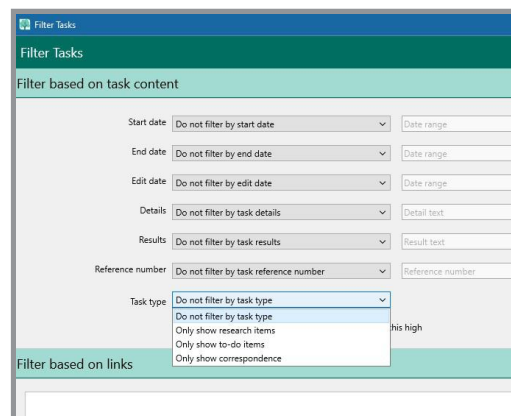 Filter Tasks
Filter Tasks
Filter based on task content
Start date Do not filter by start date Date range
End date Do not filter by end date Date range
Edit date Do not filter by edit date Date range
Details Do not filter by task details Detail text
Results Do not filter by task results Result text
Reference number Do not filter by task reference number Reference number
Task type Do not filter by task type
Do not filter by task type
Only show research items this high
Only show to-do items
Only show correspondence
Filter based on links